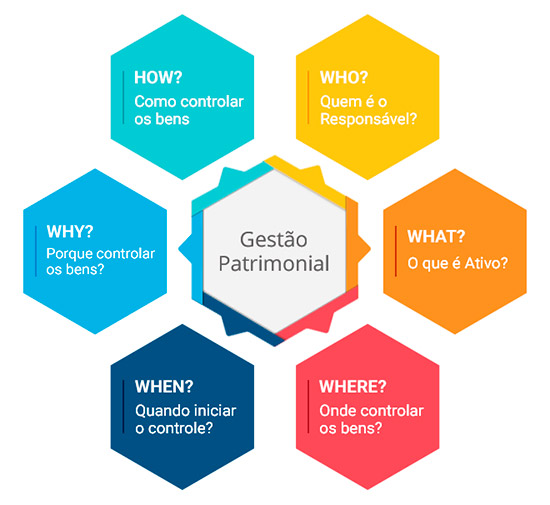 HOW?
Como controlar
os bens
WHO?
Quem é o
Responsável?
WHY?
Porque controlar
os bens?
Gestão
Patrimonial
WHAT?
O que é Ativo?
WHEN?
Quando iniciar
o controle?
WHERE?
Onde controlar
os bens?